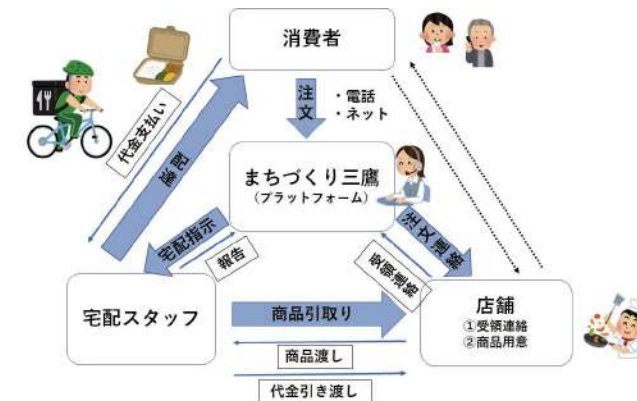 消費者
注文
・電話
・ネット
代金支払い
配達
まちづくり三鷹
(プラットフォーム)
宅配指示
報告
注文連絡
受領連絡
宅配スタッフ
商品引取り
店舗
①受領連絡
②商品用意
商品渡し
代金引き渡し